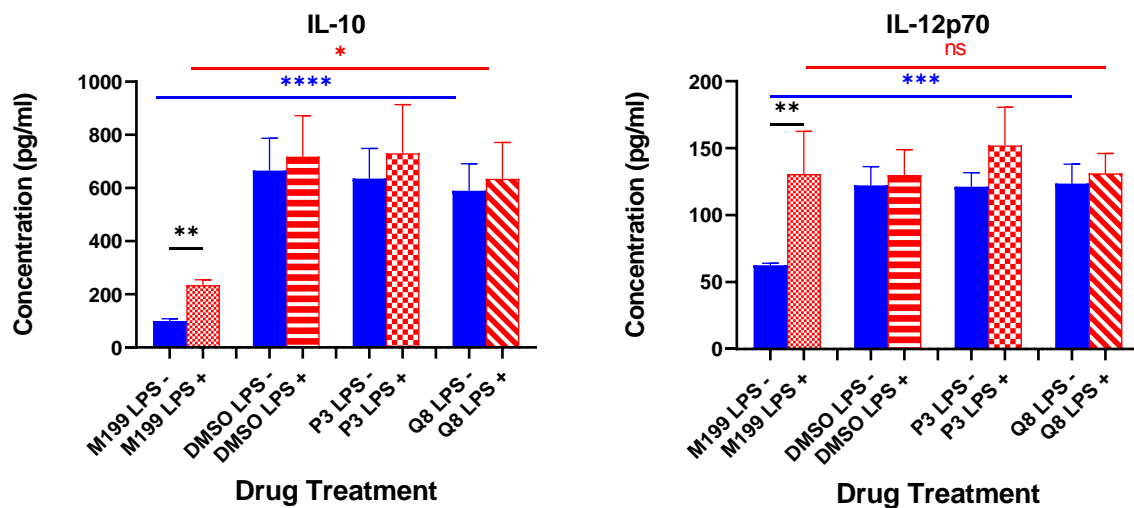 IL-10
*
****
**
Concentration (pg/ml)
1000
800
600
400
200
0
M199 LPS -
M199 LPS +
DMSO LPS -
DMSO LPS +
P3 LPS -
P3 LPS +
Q8 LPS -
Q8 LPS +
Drug Treatment
IL-12p70
ns
***
**
Concentration (pg/ml)
200
150
100
50
0
M199 LPS -
M199 LPS +
DMSO LPS -
DMSO LPS +
P3 LPS -
P3 LPS +
Q8 LPS -
Q8 LPS +
Drug Treatment